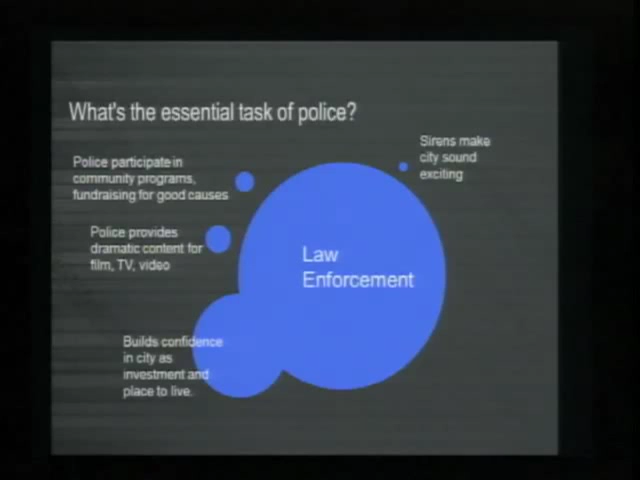 What's the essential task of police?
Sirens make
city sound
exciting
Police participate in
community programs,
fundraising for good causes
Police provides
dramatic content for
film, TV, video
Law
Enforcement
Builds confidence
in city as
investment and
place to live.